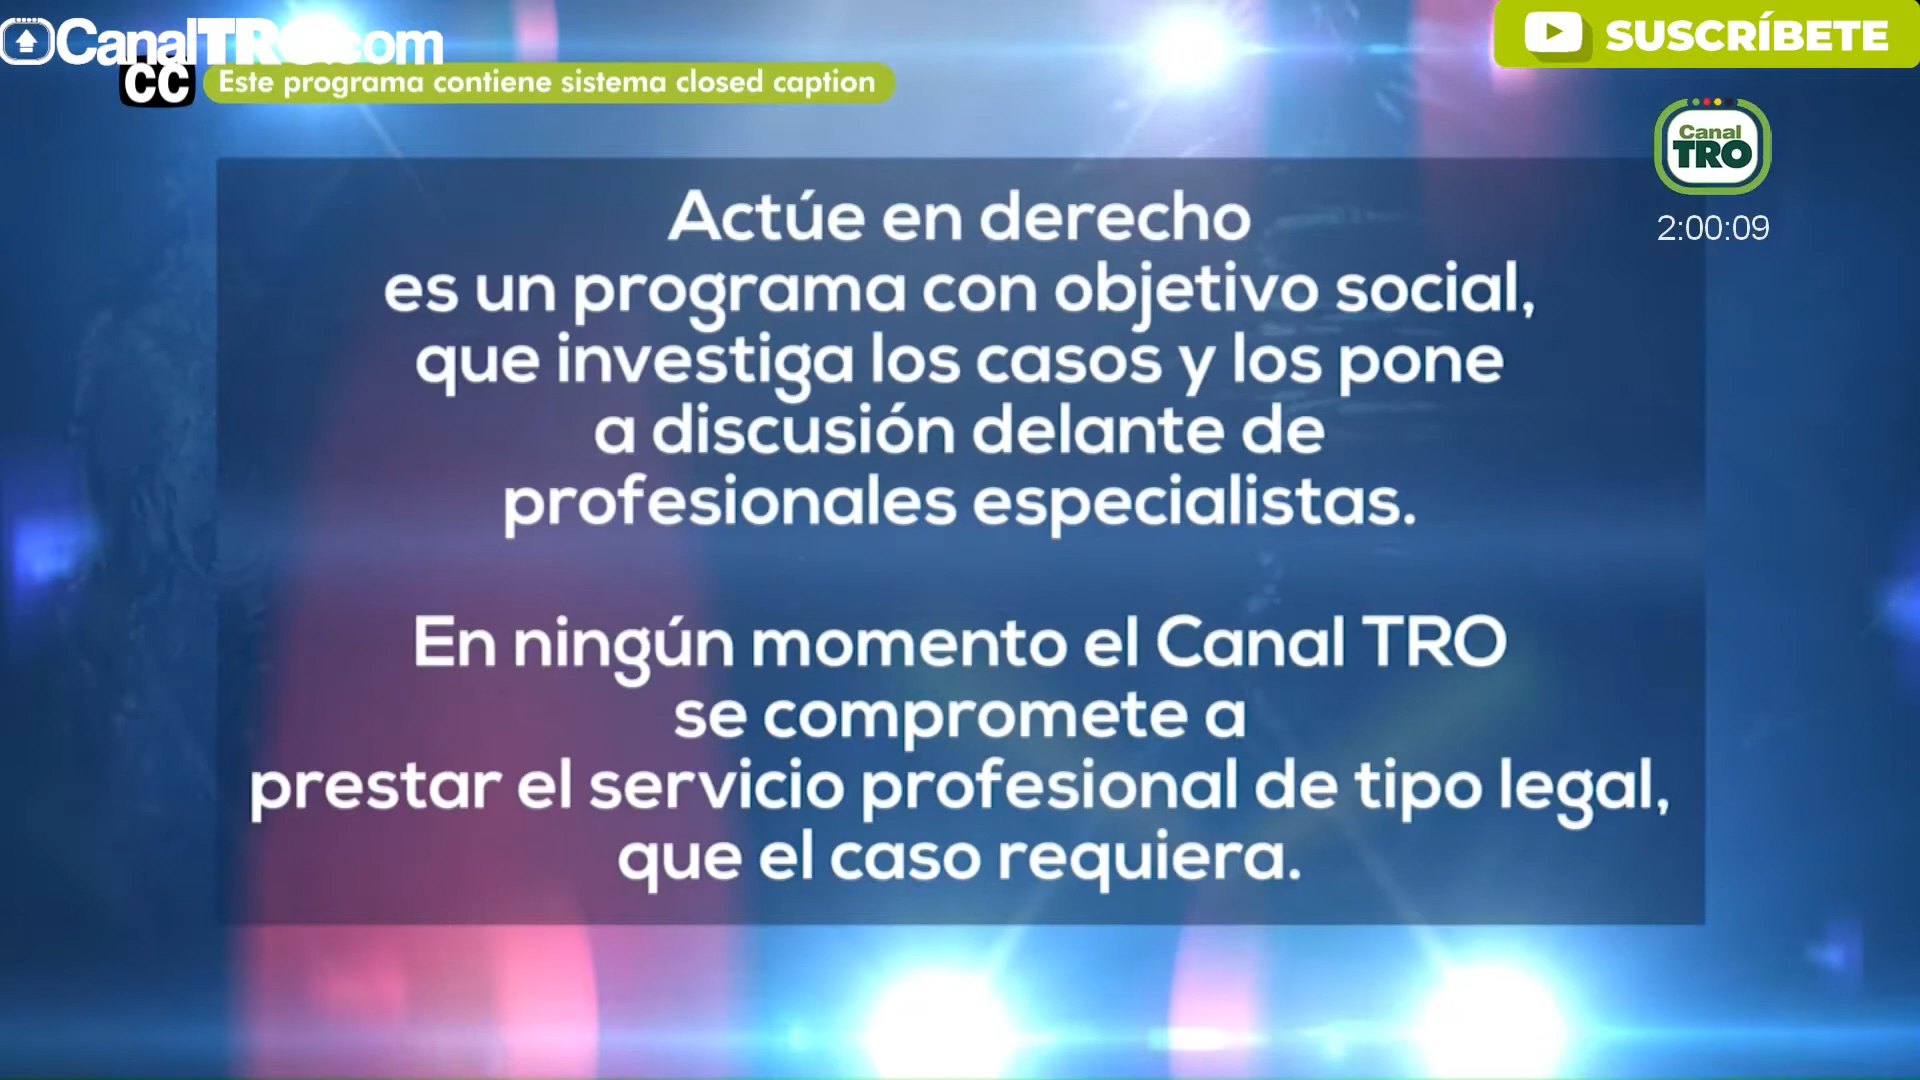 CanalTRO.com
SUSCRÍBETE
CC Este programa contiene sistema closed caption
Canal
TRO
2:00:09
Actúe en derecho
es un programa con objetivo social,
que investiga los casos y los pone
a discusión delante de
profesionales especialistas.
En ningún momento el Canal TRO
se compromete a
prestar el servicio profesional de tipo legal,
que el caso requiera.